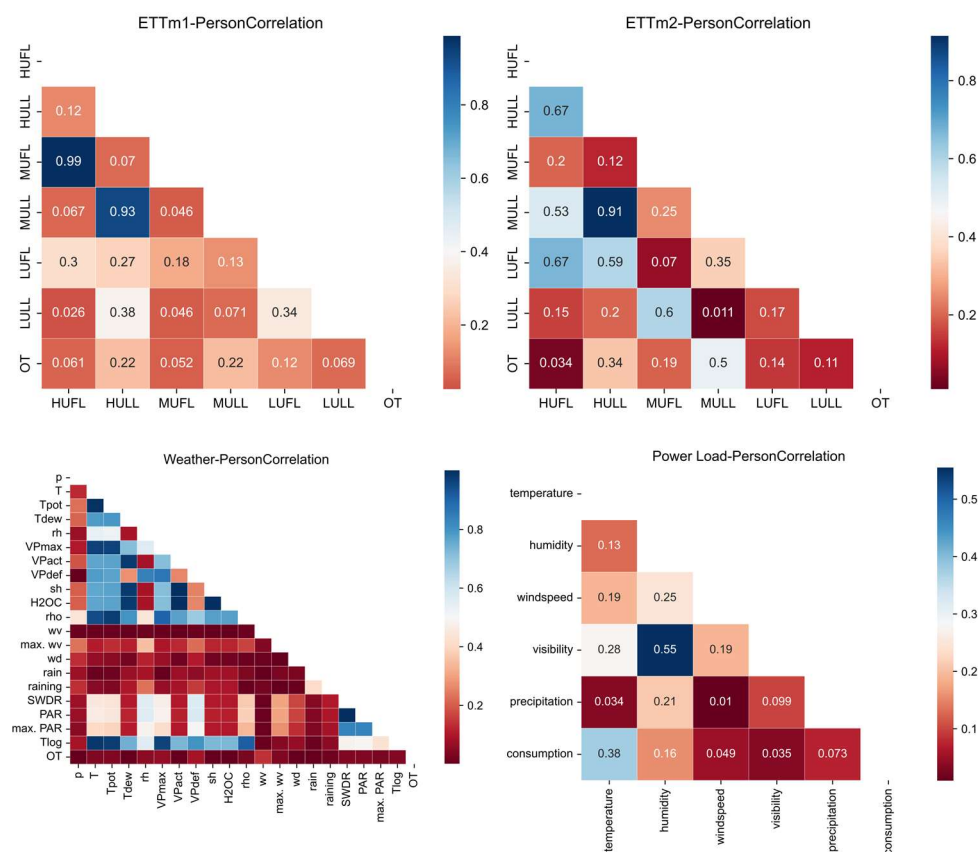 ETTm1-PersonCorrelation
HUFL
HULL 0.12
MUFL 0.99 0.07
MULL 0.067 0.93 0.046
LUFL 0.3 0.27 0.18 0.13
LULL 0.026 0.38 0.046 0.071 0.34
OT 0.061 0.22 0.052 0.22 0.12 0.069
HUFL HULL MUFL MULL LUFL LULL OT
0.8
0.6
0.4
0.2
ETTm2-PersonCorrelation
HUFL
HULL 0.67
MUFL 0.2 0.12
MULL 0.53 0.91 0.25
LUFL 0.67 0.59 0.07 0.35
LULL 0.15 0.2 0.6 0.011 0.17
OT 0.034 0.34 0.19 0.5 0.14 0.11
HUFL HULL MUFL MULL LUFL LULL OT
0.8
0.6
0.4
0.2
Weather-PersonCorrelation
p
T
Tpot
Tdew
rh
VPmax
VPact
VPdef
sh
H2OC
rho
wv
max. wv
wd
rain
raining
SWDR
PAR
max. PAR
Tlog
OT
p T Tpot Tdew rh VPmax VPact VPdef sh H2OC rho wv max. wv wd rain raining SWDR PAR max. PAR Tlog OT
0.8
0.6
0.4
0.2
Power Load-PersonCorrelation
temperature
humidity 0.13
windspeed 0.19 0.25
visibility 0.28 0.55 0.19
precipitation 0.034 0.21 0.01 0.099
consumption 0.38 0.16 0.049 0.035 0.073
temperature humidity windspeed visibility precipitation consumption
0.5
0.4
0.3
0.2
0.1